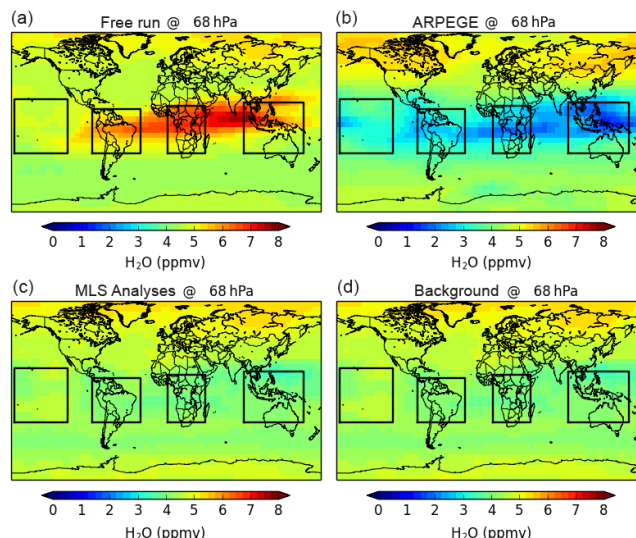 (a) Free run @ 68 hPa
(b) ARPEGE @ 68 hPa
0 1 2 3 4 5 6 7 8
H₂O (ppmv)
0 1 2 3 4 5 6 7 8
H₂O (ppmv)
(c) MLS Analyses @ 68 hPa
(d) Background @ 68 hPa
0 1 2 3 4 5 6 7 8
H₂O (ppmv)
0 1 2 3 4 5 6 7 8
H₂O (ppmv)